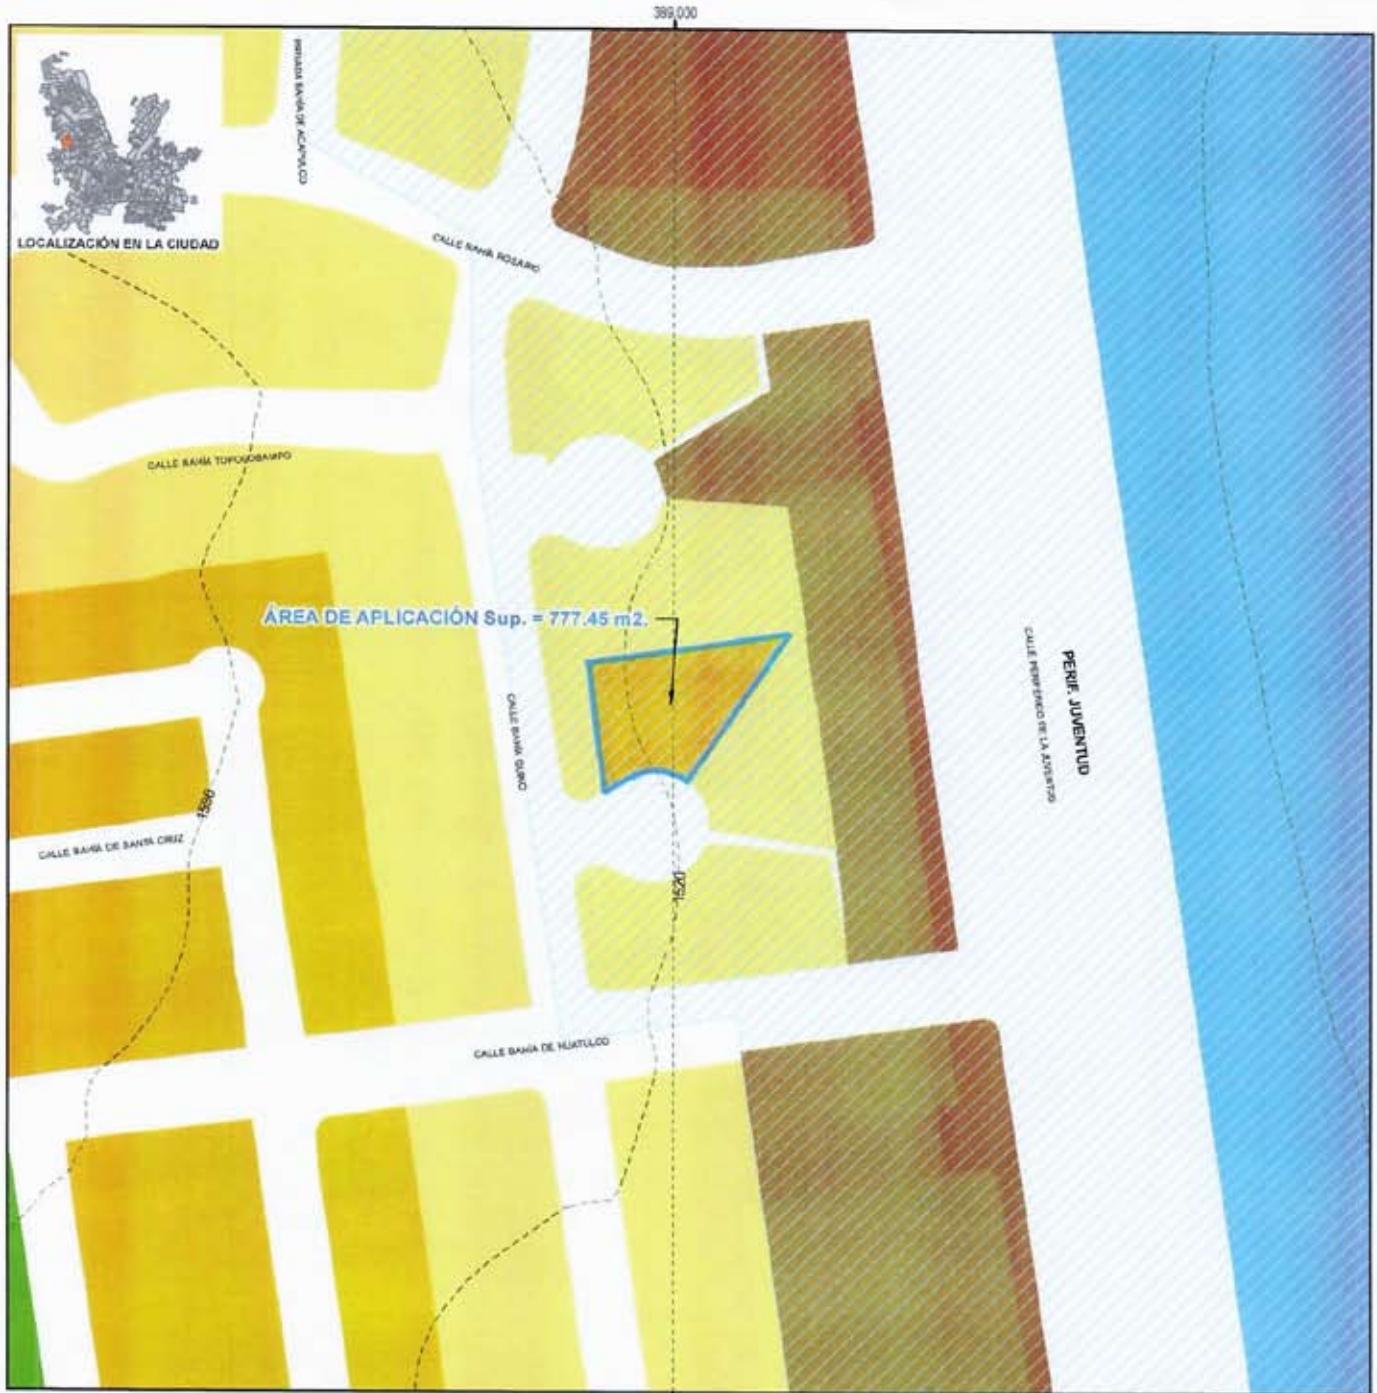 389,000
PRIVADA BAHÍA DE ACAPULCO
LOCALIZACIÓN EN LA CIUDAD
CALLE BAHÍA ROSARIO
CALLE BAHÍA TOPOLOBAMPO
ÁREA DE APLICACIÓN Sup. = 777.45 m2.
CALLE BAHÍA KINO
PERIF. JUVENTUD
CALLE PERIFÉRICO DE LA JUVENTUD
CALLE BAHÍA DE SANTA CRUZ
1520
CALLE BAHÍA DE HUATULCO